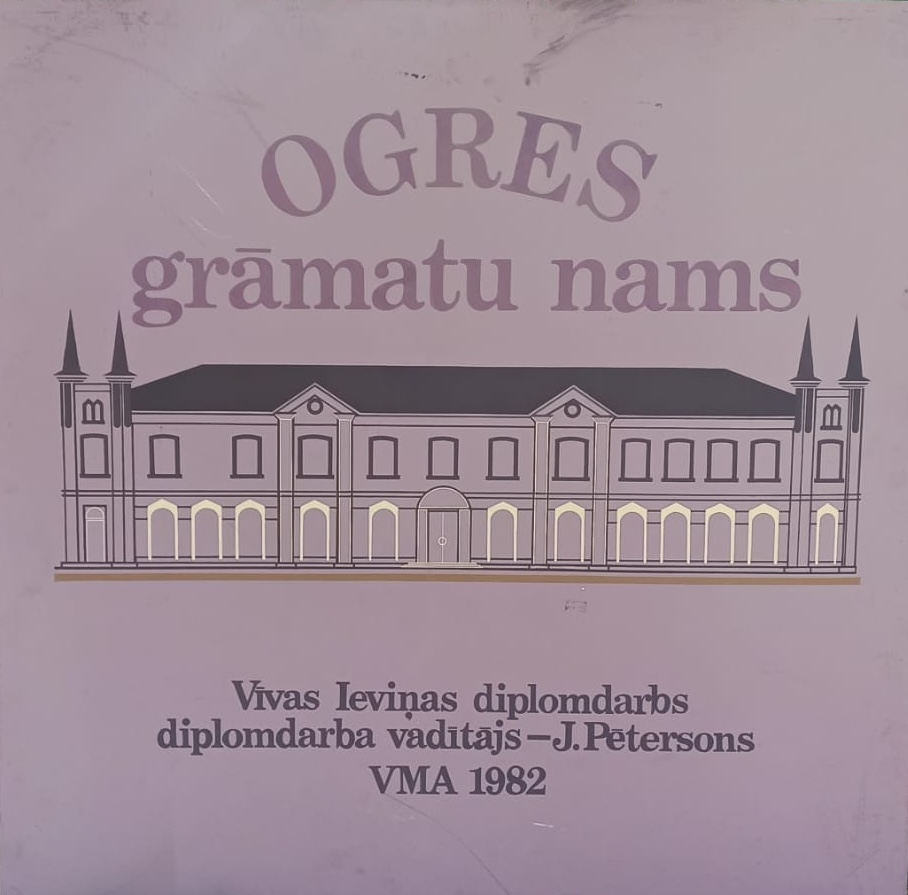 OGRES
grāmatu nams
Vīvas Ieviņas diplomdarbs
diplomdarba vadītājs – J. Pētersons
VMA 1982